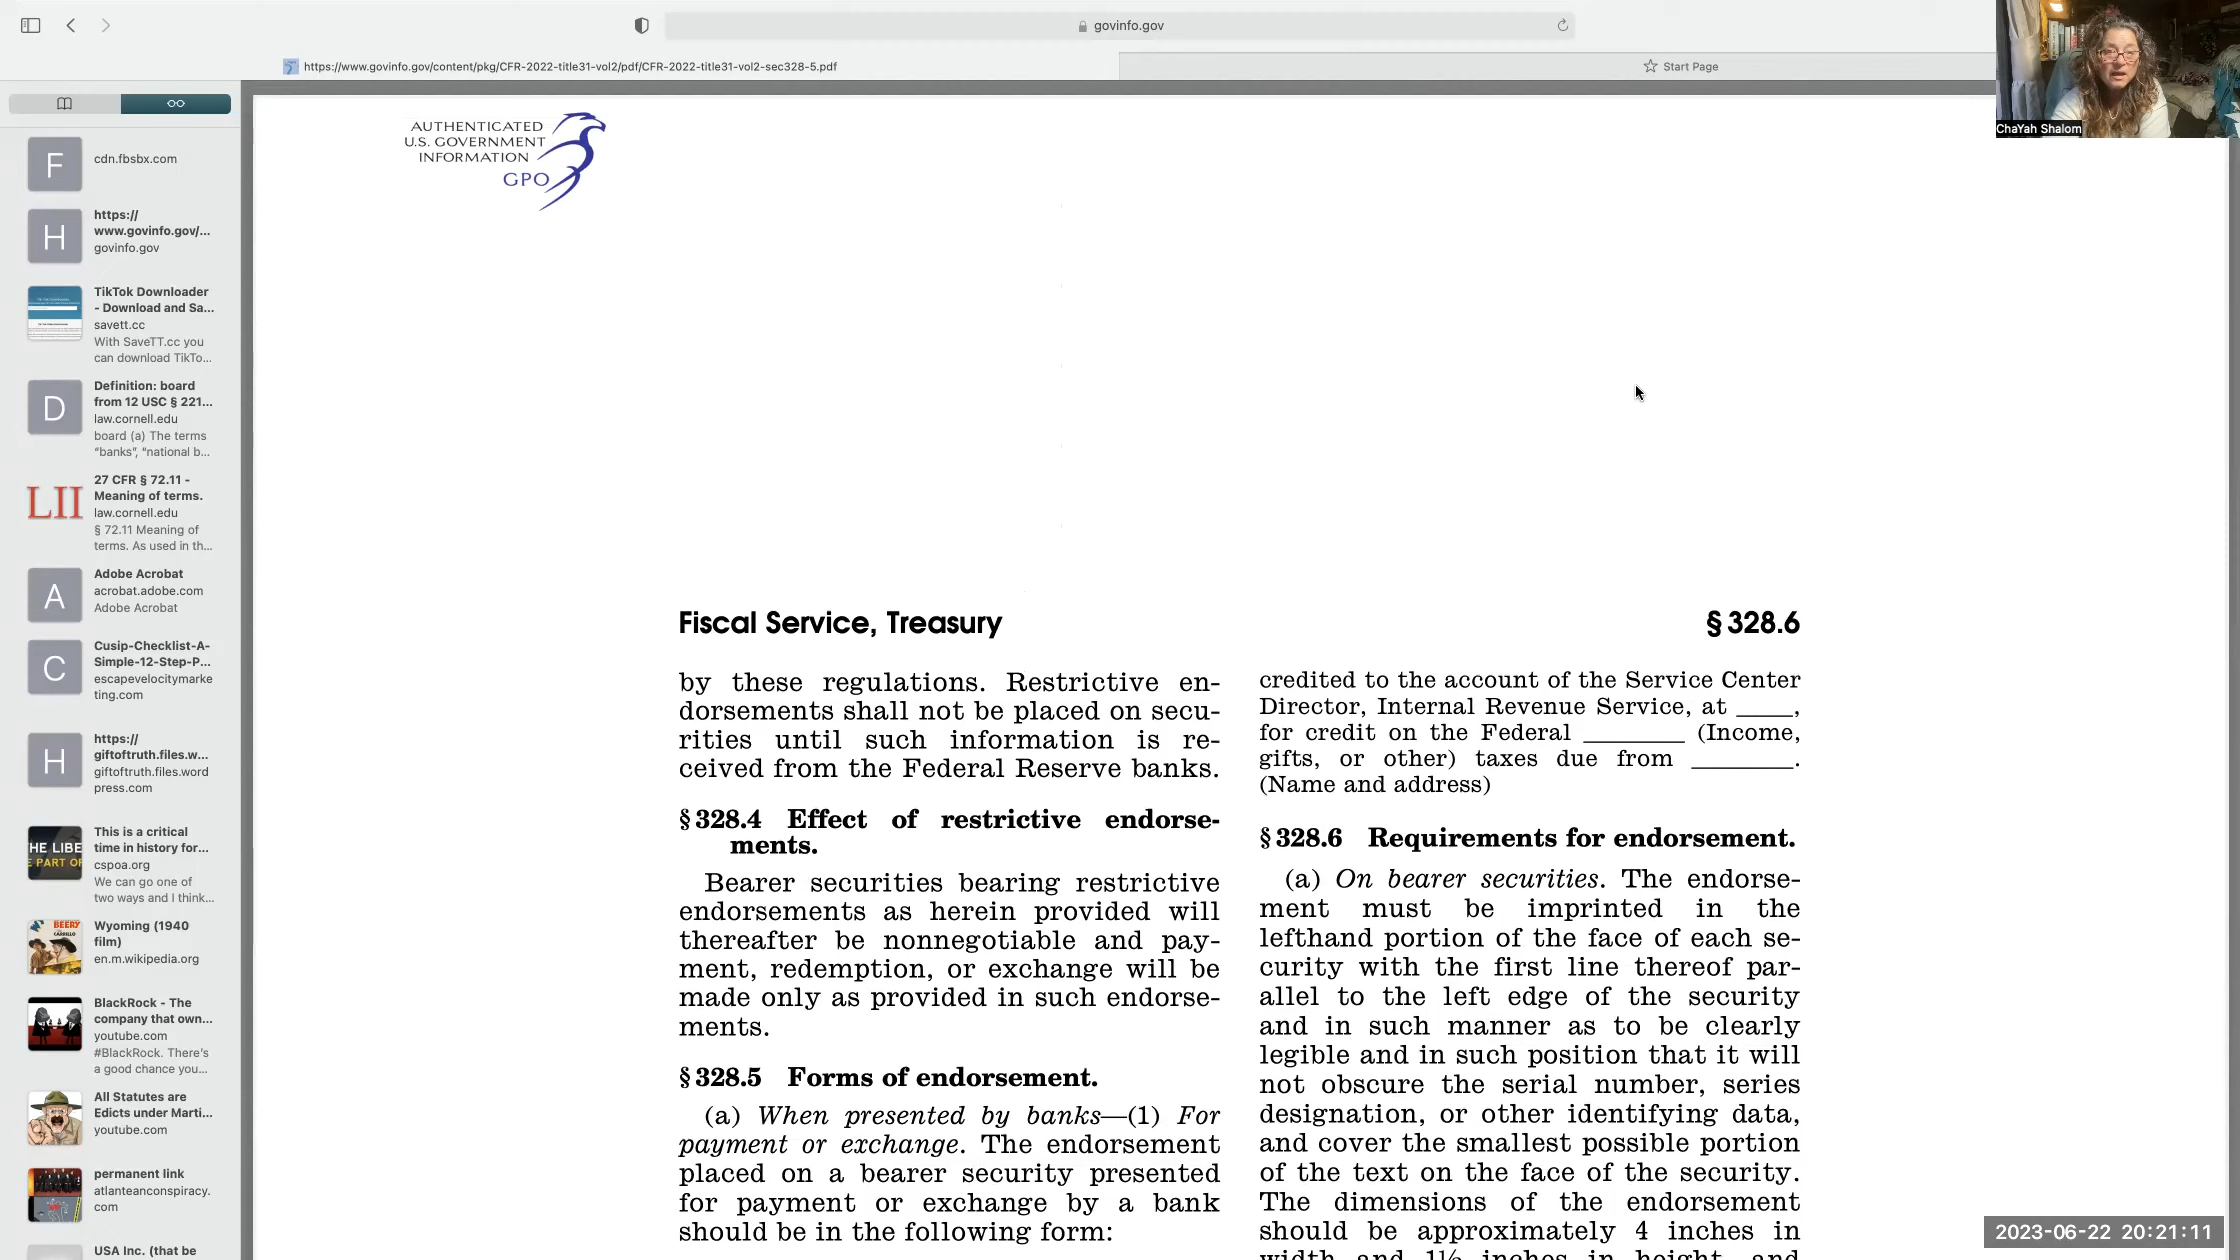 govinfo.gov
https://www.govinfo.gov/content/pkg/CFR-2022-title31-vol2/pdf/CFR-2022-title31-vol2-sec328-5.pdf
Start Page
ChaYah Shalom
F
cdn.fbsbx.com
H
https://
www.govinfo.gov/...
govinfo.gov
TikTok Downloader
- Download and Sa...
savett.cc
With SaveTT.cc you
can download TikTo...
D
Definition: board
from 12 USC § 221...
law.cornell.edu
board (a) The terms
“banks”, “national b...
LII
27 CFR § 72.11 -
Meaning of terms.
law.cornell.edu
§ 72.11 Meaning of
terms. As used in th...
A
Adobe Acrobat
acrobat.adobe.com
Adobe Acrobat
C
Cusip-Checklist-A-
Simple-12-Step-P...
escapevelocitymarke
ting.com
H
https://
giftoftruth.files.w...
giftoftruth.files.word
press.com
HE LIBE
E PART OF
This is a critical
time in history for...
cspoa.org
We can go one of
two ways and I think...
BEERY
Wyoming (1940
film)
en.m.wikipedia.org
BlackRock - The
company that own...
youtube.com
#BlackRock. There's
a good chance you...
All Statutes are
Edicts under Marti...
youtube.com
permanent link
atlanteanconspiracy.
com
USA Inc. (that be
AUTHENTICATED
U.S. GOVERNMENT
INFORMATION
GPO
Fiscal Service, Treasury
§ 328.6
by these regulations. Restrictive en-
dorsements shall not be placed on secu-
rities until such information is re-
ceived from the Federal Reserve banks.
§ 328.4 Effect of restrictive endorse-
ments.
Bearer securities bearing restrictive
endorsements as herein provided will
thereafter be nonnegotiable and pay-
ment, redemption, or exchange will be
made only as provided in such endorse-
ments.
§ 328.5 Forms of endorsement.
(a) When presented by banks—(1) For
payment or exchange. The endorsement
placed on a bearer security presented
for payment or exchange by a bank
should be in the following form:
credited to the account of the Service Center
Director, Internal Revenue Service, at ____,
for credit on the Federal ________ (Income,
gifts, or other) taxes due from ________.
(Name and address)
§ 328.6 Requirements for endorsement.
(a) On bearer securities. The endorse-
ment must be imprinted in the
lefthand portion of the face of each se-
curity with the first line thereof par-
allel to the left edge of the security
and in such manner as to be clearly
legible and in such position that it will
not obscure the serial number, series
designation, or other identifying data,
and cover the smallest possible portion
of the text on the face of the security.
The dimensions of the endorsement
should be approximately 4 inches in
width and 1½ inches in height, and
2023-06-22 20:21:11